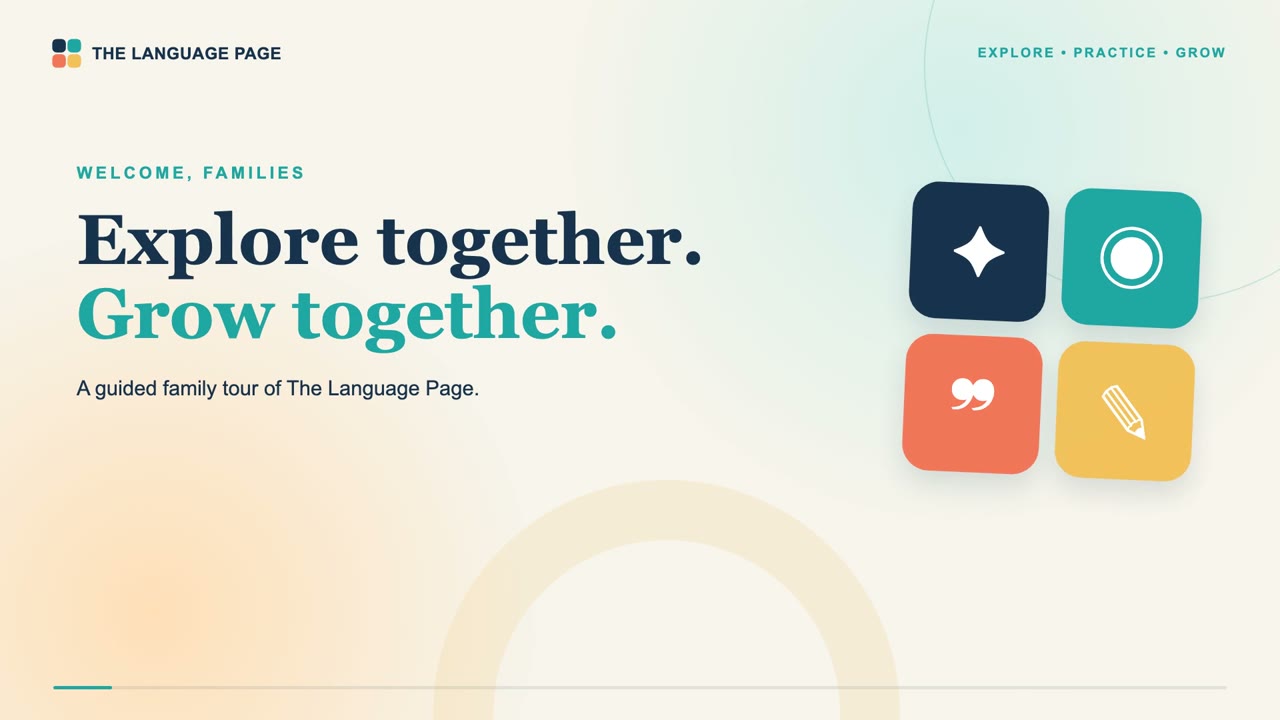 THE LANGUAGE PAGE
EXPLORE • PRACTICE • GROW
WELCOME, FAMILIES
Explore together.
Grow together.
A guided family tour of The Language Page.